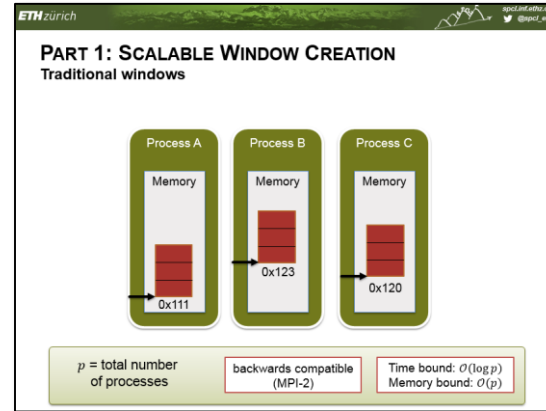 ETH zürich
spcl.inf.ethz.ch
PART 1: SCALABLE WINDOW CREATION
Traditional windows
Process A
Process B
Process C
Memory
Memory
Memory
0x111
0x123
0x120
p = total number
of processes
backwards compatible
(MPI-2)
Time bound: 𝒪(log p)
Memory bound: 𝒪(p)